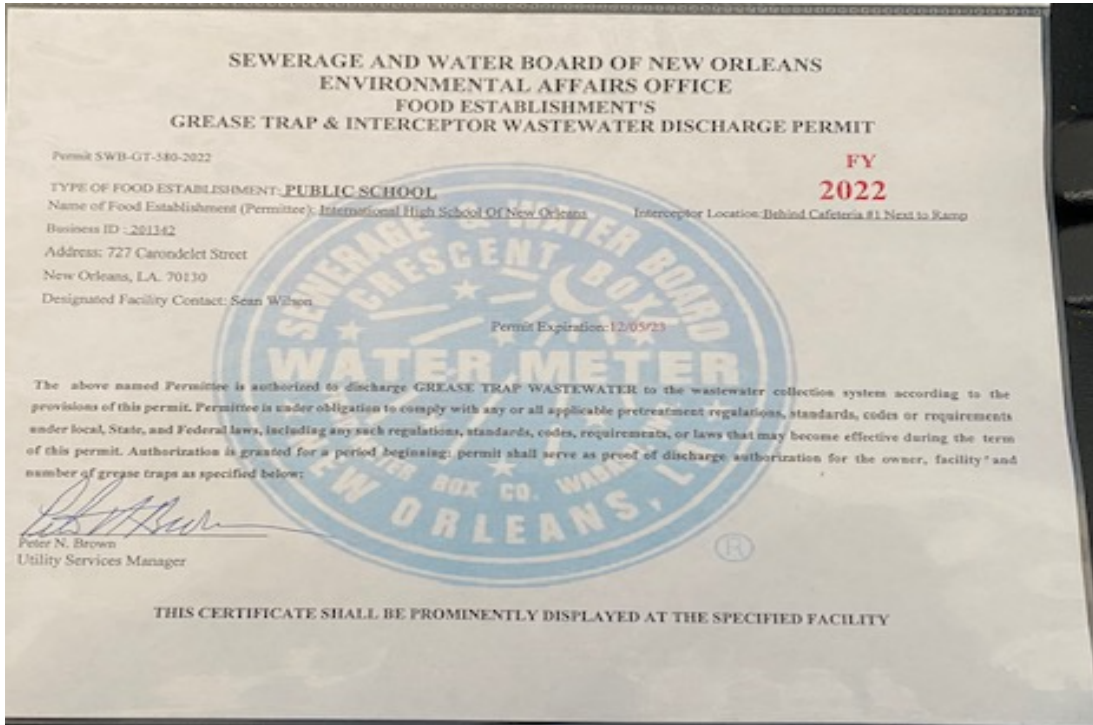 SEWERAGE AND WATER BOARD OF NEW ORLEANS
ENVIRONMENTAL AFFAIRS OFFICE
FOOD ESTABLISHMENT'S
GREASE TRAP & INTERCEPTOR WASTEWATER DISCHARGE PERMIT
Permit SWB-GT-580-2022
FY
2022
TYPE OF FOOD ESTABLISHMENT: PUBLIC SCHOOL
Name of Food Establishment (Permittee): International High School Of New Orleans
Interceptor Location: Behind Cafeteria #1 Next to Ramp
Business ID : 201342
Address: 727 Carondelet Street
New Orleans, LA. 70130
Designated Facility Contact: Sean Wilson
Permit Expiration:12/05/23
SEWERAGE & WATER BOARD
CRESCENT BOX
WATER METER
BOX CO. WABASH
NEW ORLEANS,
The above named Permittee is authorized to discharge GREASE TRAP WASTEWATER to the wastewater collection system according to the
provisions of this permit. Permittee is under obligation to comply with any or all applicable pretreatment regulations, standards, codes or requirements
under local, State, and Federal laws, including any such regulations, standards, codes, requirements, or laws that may become effective during the term
of this permit. Authorization is granted for a period beginning: permit shall serve as proof of discharge authorization for the owner, facility and
number of grease traps as specified below:
Peter N. Brown
Utility Services Manager
®
THIS CERTIFICATE SHALL BE PROMINENTLY DISPLAYED AT THE SPECIFIED FACILITY